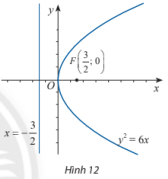 y
F(3/2; 0)
O
x
x = -3/2
y² = 6x
Hình 12